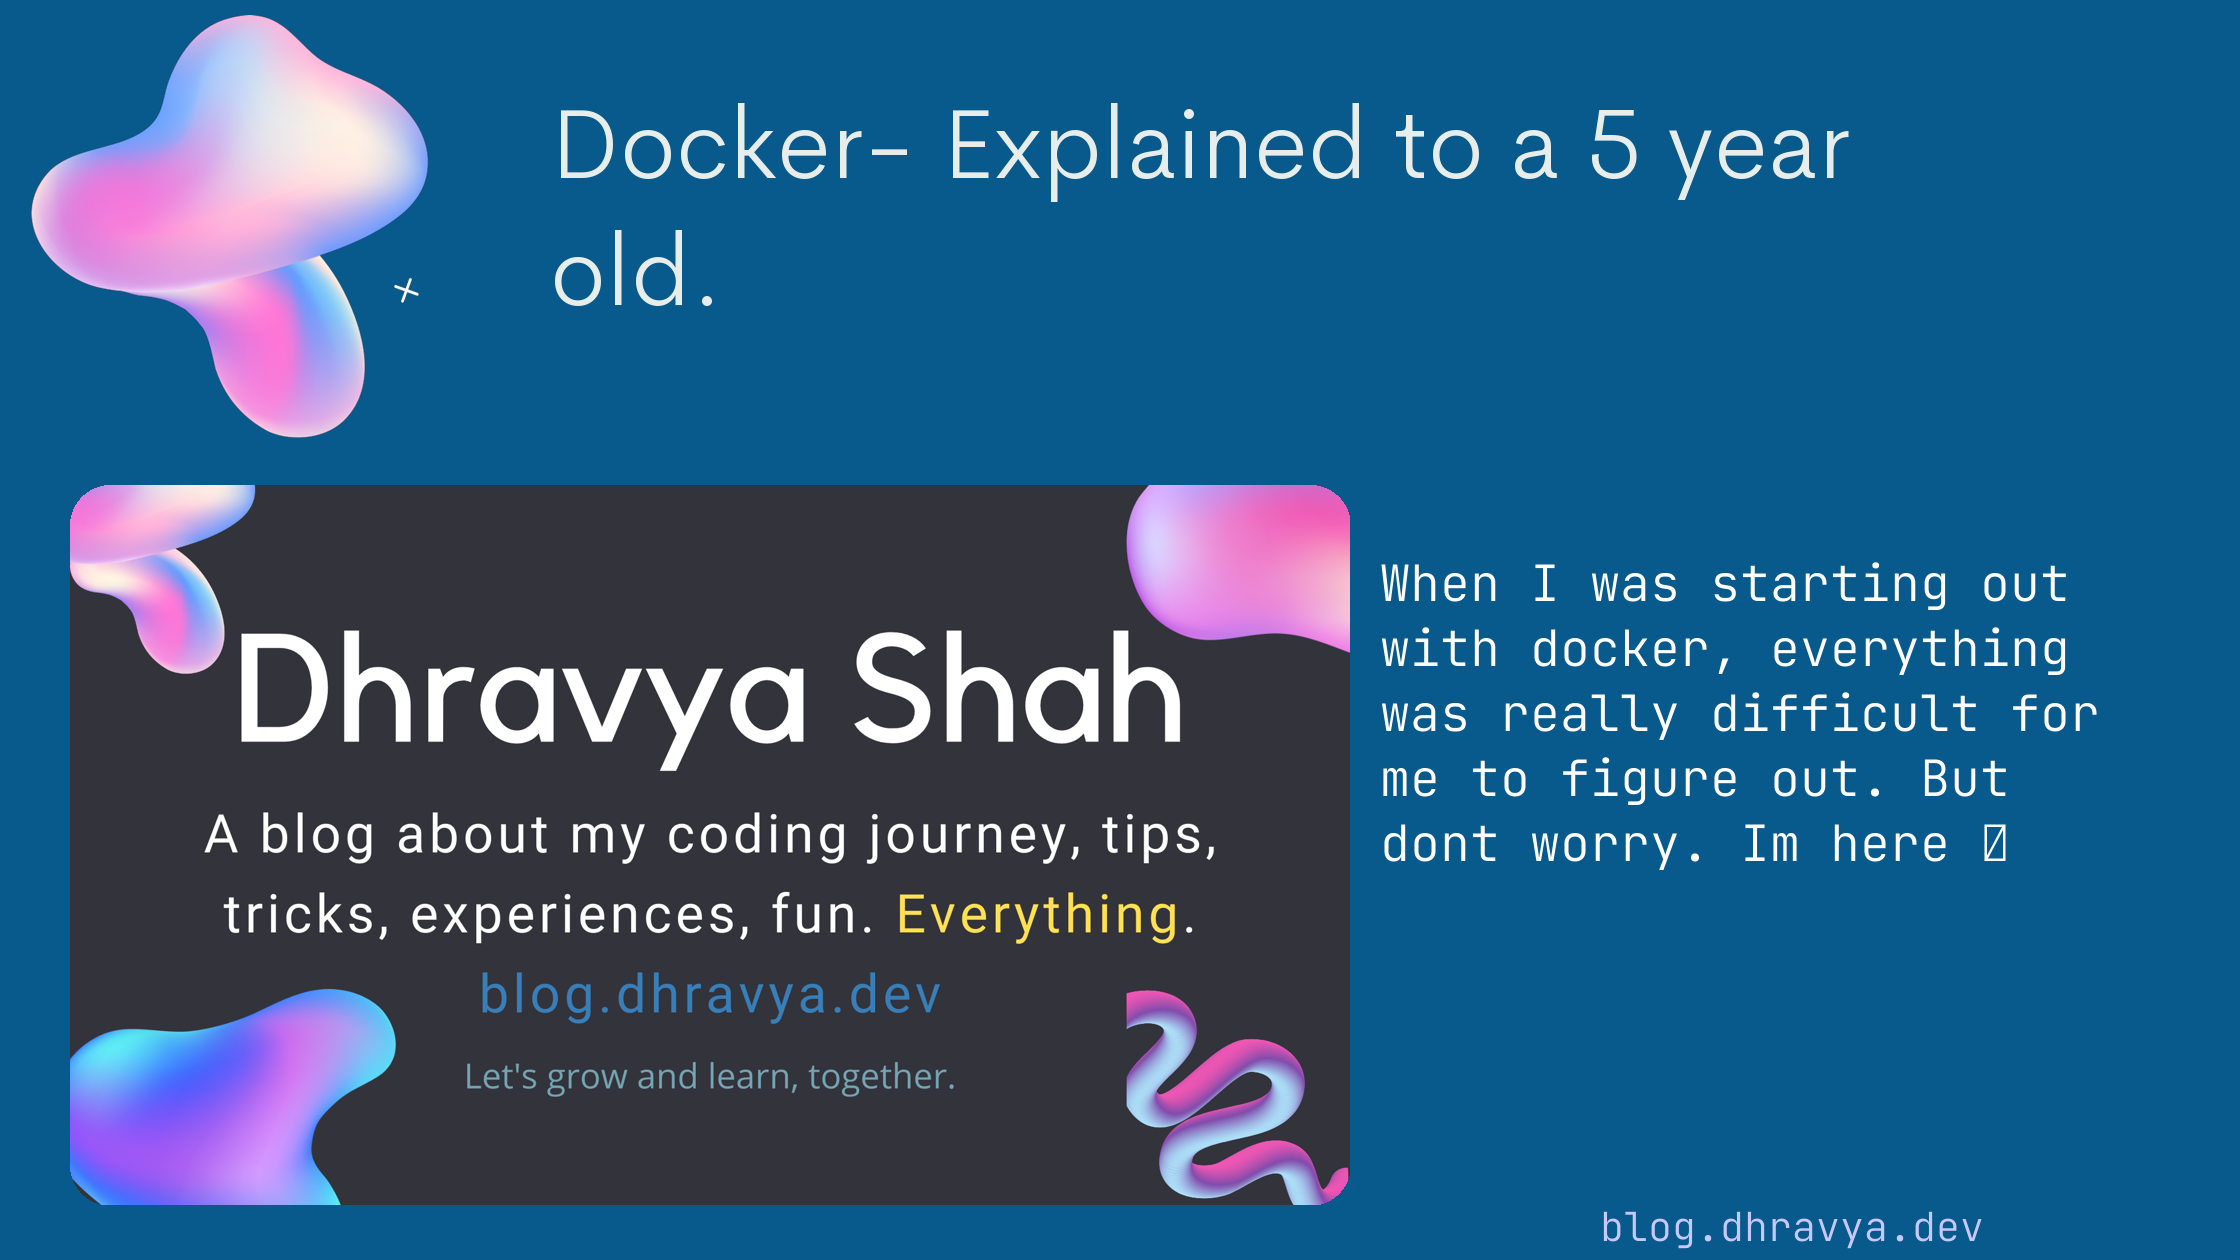 Docker- Explained to a 5 year
old.
Dhravya Shah
A blog about my coding journey, tips,
tricks, experiences, fun. Everything.
blog.dhravya.dev
Let's grow and learn, together.
When I was starting out
with docker, everything
was really difficult for
me to figure out. But
dont worry. Im here
blog.dhravya.dev